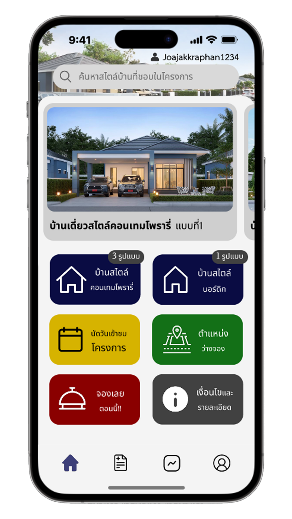 9:41
Joajakkraphan1234
ค้นหาสไตล์บ้านที่ชอบในโครงการ
บ้านเดี่ยวสไตล์คอนเทมโพรารี่ แบบที่1
3 รูปแบบ
1 รูปแบบ
บ้านสไตล์
คอนเทมโพรารี่
บ้านสไตล์
นอร์ดิก
นัดวันเข้าชม
โครงการ
ตำแหน่ง
ว่างจอง
จองเลย
ตอนนี้!!
เงื่อนไขและ
รายละเอียด